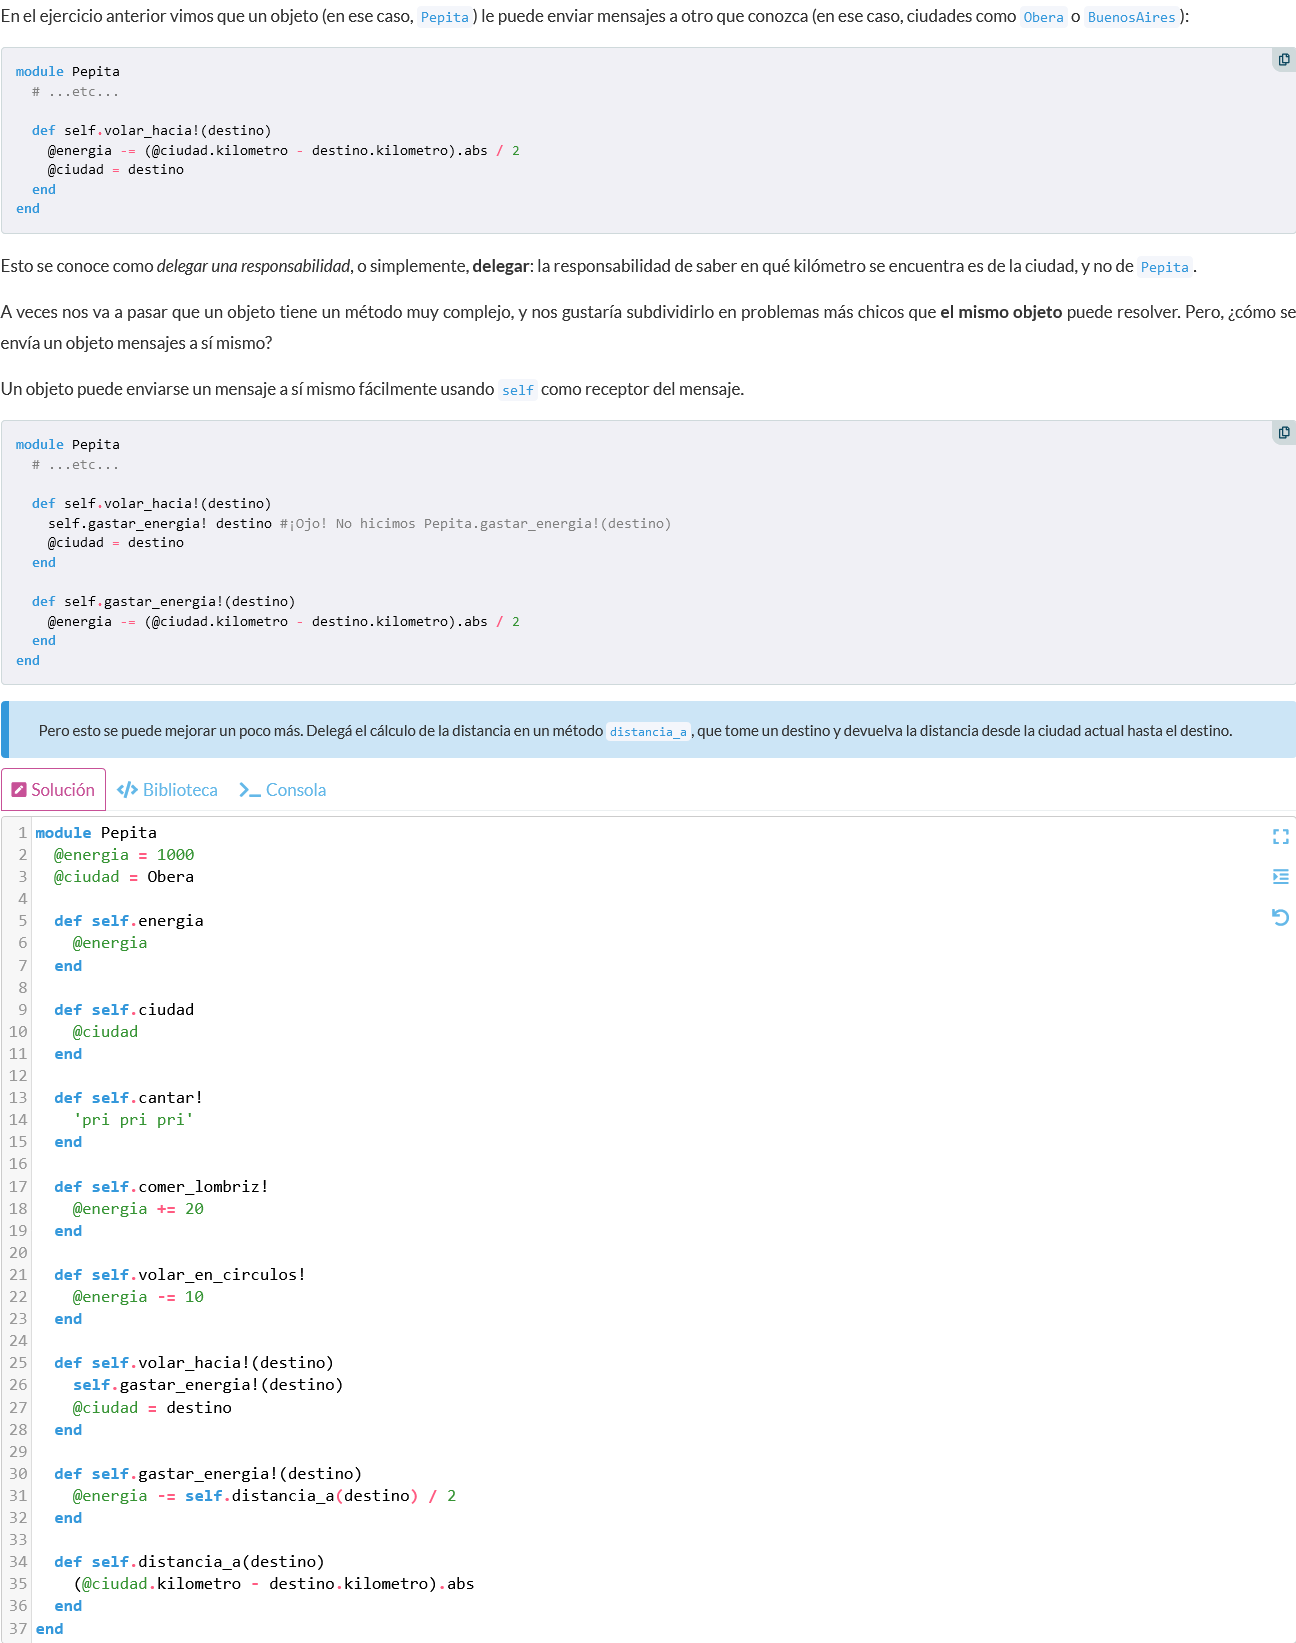 En el ejercicio anterior vimos que un objeto (en ese caso, Pepita) le puede enviar mensajes a otro que conozca (en ese caso, ciudades como Obera o BuenosAires):
module Pepita
  # ...etc...

  def self.volar_hacia!(destino)
    @energia -= (@ciudad.kilometro - destino.kilometro).abs / 2
    @ciudad = destino
  end
end
Esto se conoce como delegar una responsabilidad, o simplemente, delegar: la responsabilidad de saber en qué kilómetro se encuentra es de la ciudad, y no de Pepita.
A veces nos va a pasar que un objeto tiene un método muy complejo, y nos gustaría subdividirlo en problemas más chicos que el mismo objeto puede resolver. Pero, ¿cómo se
envía un objeto mensajes a sí mismo?
Un objeto puede enviarse un mensaje a sí mismo fácilmente usando self como receptor del mensaje.
module Pepita
  # ...etc...

  def self.volar_hacia!(destino)
    self.gastar_energia! destino #¡Ojo! No hicimos Pepita.gastar_energia!(destino)
    @ciudad = destino
  end

  def self.gastar_energia!(destino)
    @energia -= (@ciudad.kilometro - destino.kilometro).abs / 2
  end
end
Pero esto se puede mejorar un poco más. Delegá el cálculo de la distancia en un método distancia_a, que tome un destino y devuelva la distancia desde la ciudad actual hasta el destino.
Solución </> Biblioteca >_ Consola
1 module Pepita
2   @energia = 1000
3   @ciudad = Obera
4
5   def self.energia
6     @energia
7   end
8
9   def self.ciudad
10     @ciudad
11   end
12
13   def self.cantar!
14     'pri pri pri'
15   end
16
17   def self.comer_lombriz!
18     @energia += 20
19   end
20
21   def self.volar_en_circulos!
22     @energia -= 10
23   end
24
25   def self.volar_hacia!(destino)
26     self.gastar_energia!(destino)
27     @ciudad = destino
28   end
29
30   def self.gastar_energia!(destino)
31     @energia -= self.distancia_a(destino) / 2
32   end
33
34   def self.distancia_a(destino)
35     (@ciudad.kilometro - destino.kilometro).abs
36   end
37 end